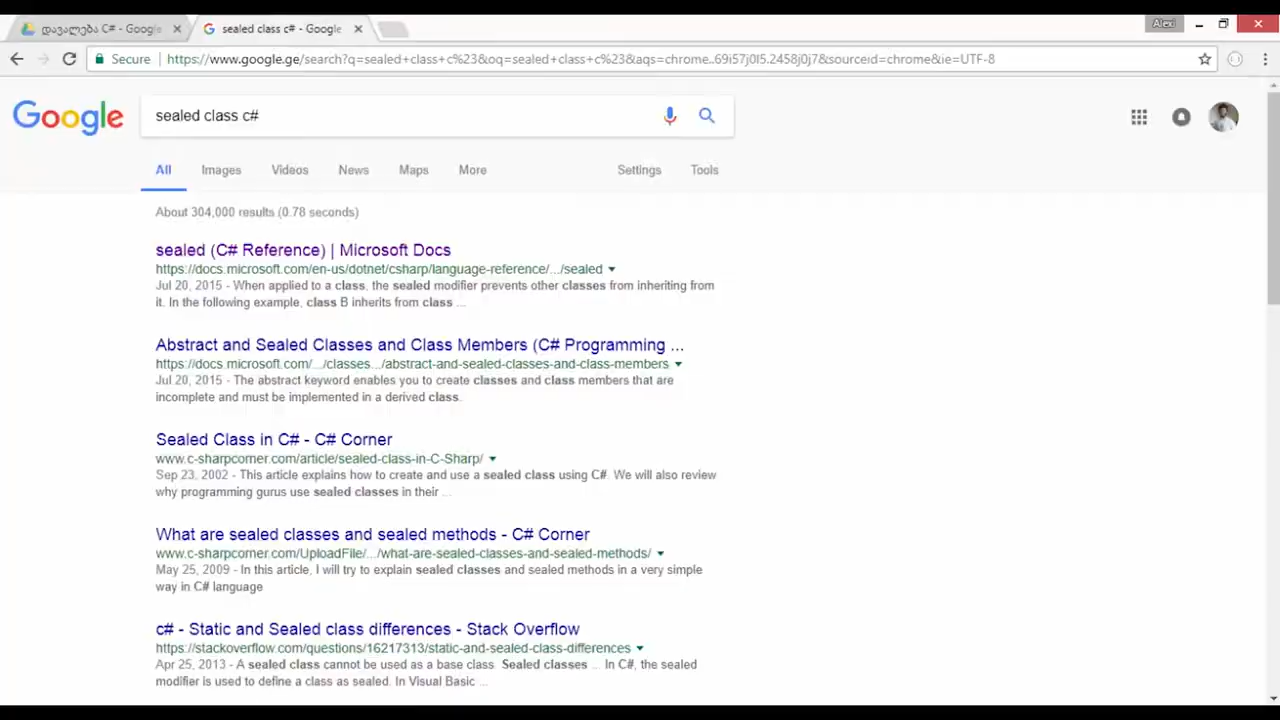 დავალება C# - Google
sealed class c# - Google
Alexi
Secure
https://www.google.ge/search?q=sealed+class+c%23&oq=sealed+class+c%23&aqs=chrome..69i57j0l5.2458j0j7&sourceid=chrome&ie=UTF-8
Google
sealed class c#
All Images Videos News Maps More Settings Tools
About 304,000 results (0.78 seconds)
sealed (C# Reference) | Microsoft Docs
https://docs.microsoft.com/en-us/dotnet/csharp/language-reference/.../sealed
Jul 20, 2015 - When applied to a class, the sealed modifier prevents other classes from inheriting from
it. In the following example, class B inherits from class ...
Abstract and Sealed Classes and Class Members (C# Programming ...
https://docs.microsoft.com/.../classes.../abstract-and-sealed-classes-and-class-members
Jul 20, 2015 - The abstract keyword enables you to create classes and class members that are
incomplete and must be implemented in a derived class.
Sealed Class in C# - C# Corner
www.c-sharpcorner.com/article/sealed-class-in-C-Sharp/
Sep 23, 2002 - This article explains how to create and use a sealed class using C#. We will also review
why programming gurus use sealed classes in their ...
What are sealed classes and sealed methods - C# Corner
www.c-sharpcorner.com/UploadFile/.../what-are-sealed-classes-and-sealed-methods/
May 25, 2009 - In this article, I will try to explain sealed classes and sealed methods in a very simple
way in C# language
c# - Static and Sealed class differences - Stack Overflow
https://stackoverflow.com/questions/16217313/static-and-sealed-class-differences
Apr 25, 2013 - A sealed class cannot be used as a base class Sealed classes ... In C#, the sealed
modifier is used to define a class as sealed. In Visual Basic ...